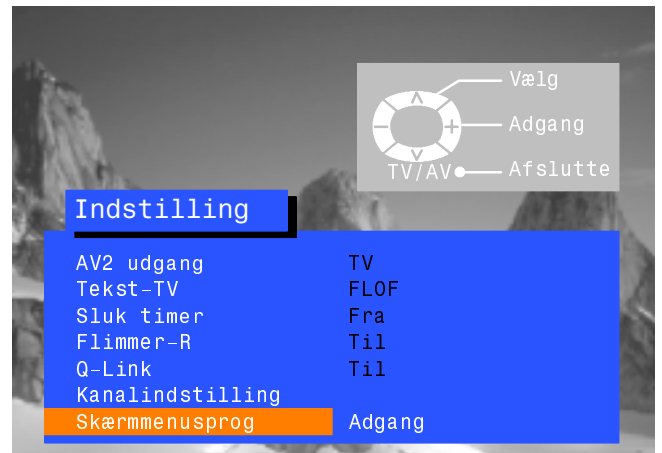 Vælg
Adgang
TV/AV Afslutte
Indstilling
AV2 udgang TV
Tekst-TV FLOF
Sluk timer Fra
Flimmer-R Til
Q-Link Til
Kanalindstilling
Skærmmenusprog Adgang